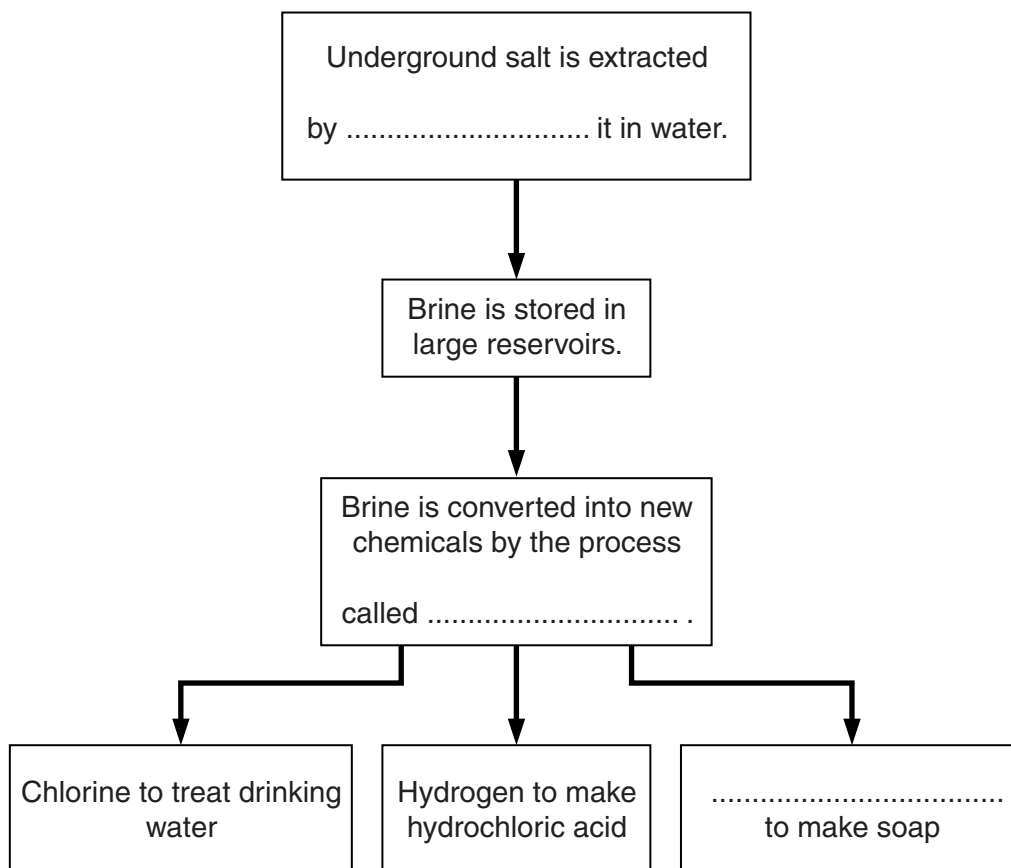 Underground salt is extracted
by .............................. it in water.
Brine is stored in
large reservoirs.
Brine is converted into new
chemicals by the process
called ............................... .
Chlorine to treat drinking
water
Hydrogen to make
hydrochloric acid
....................................
to make soap